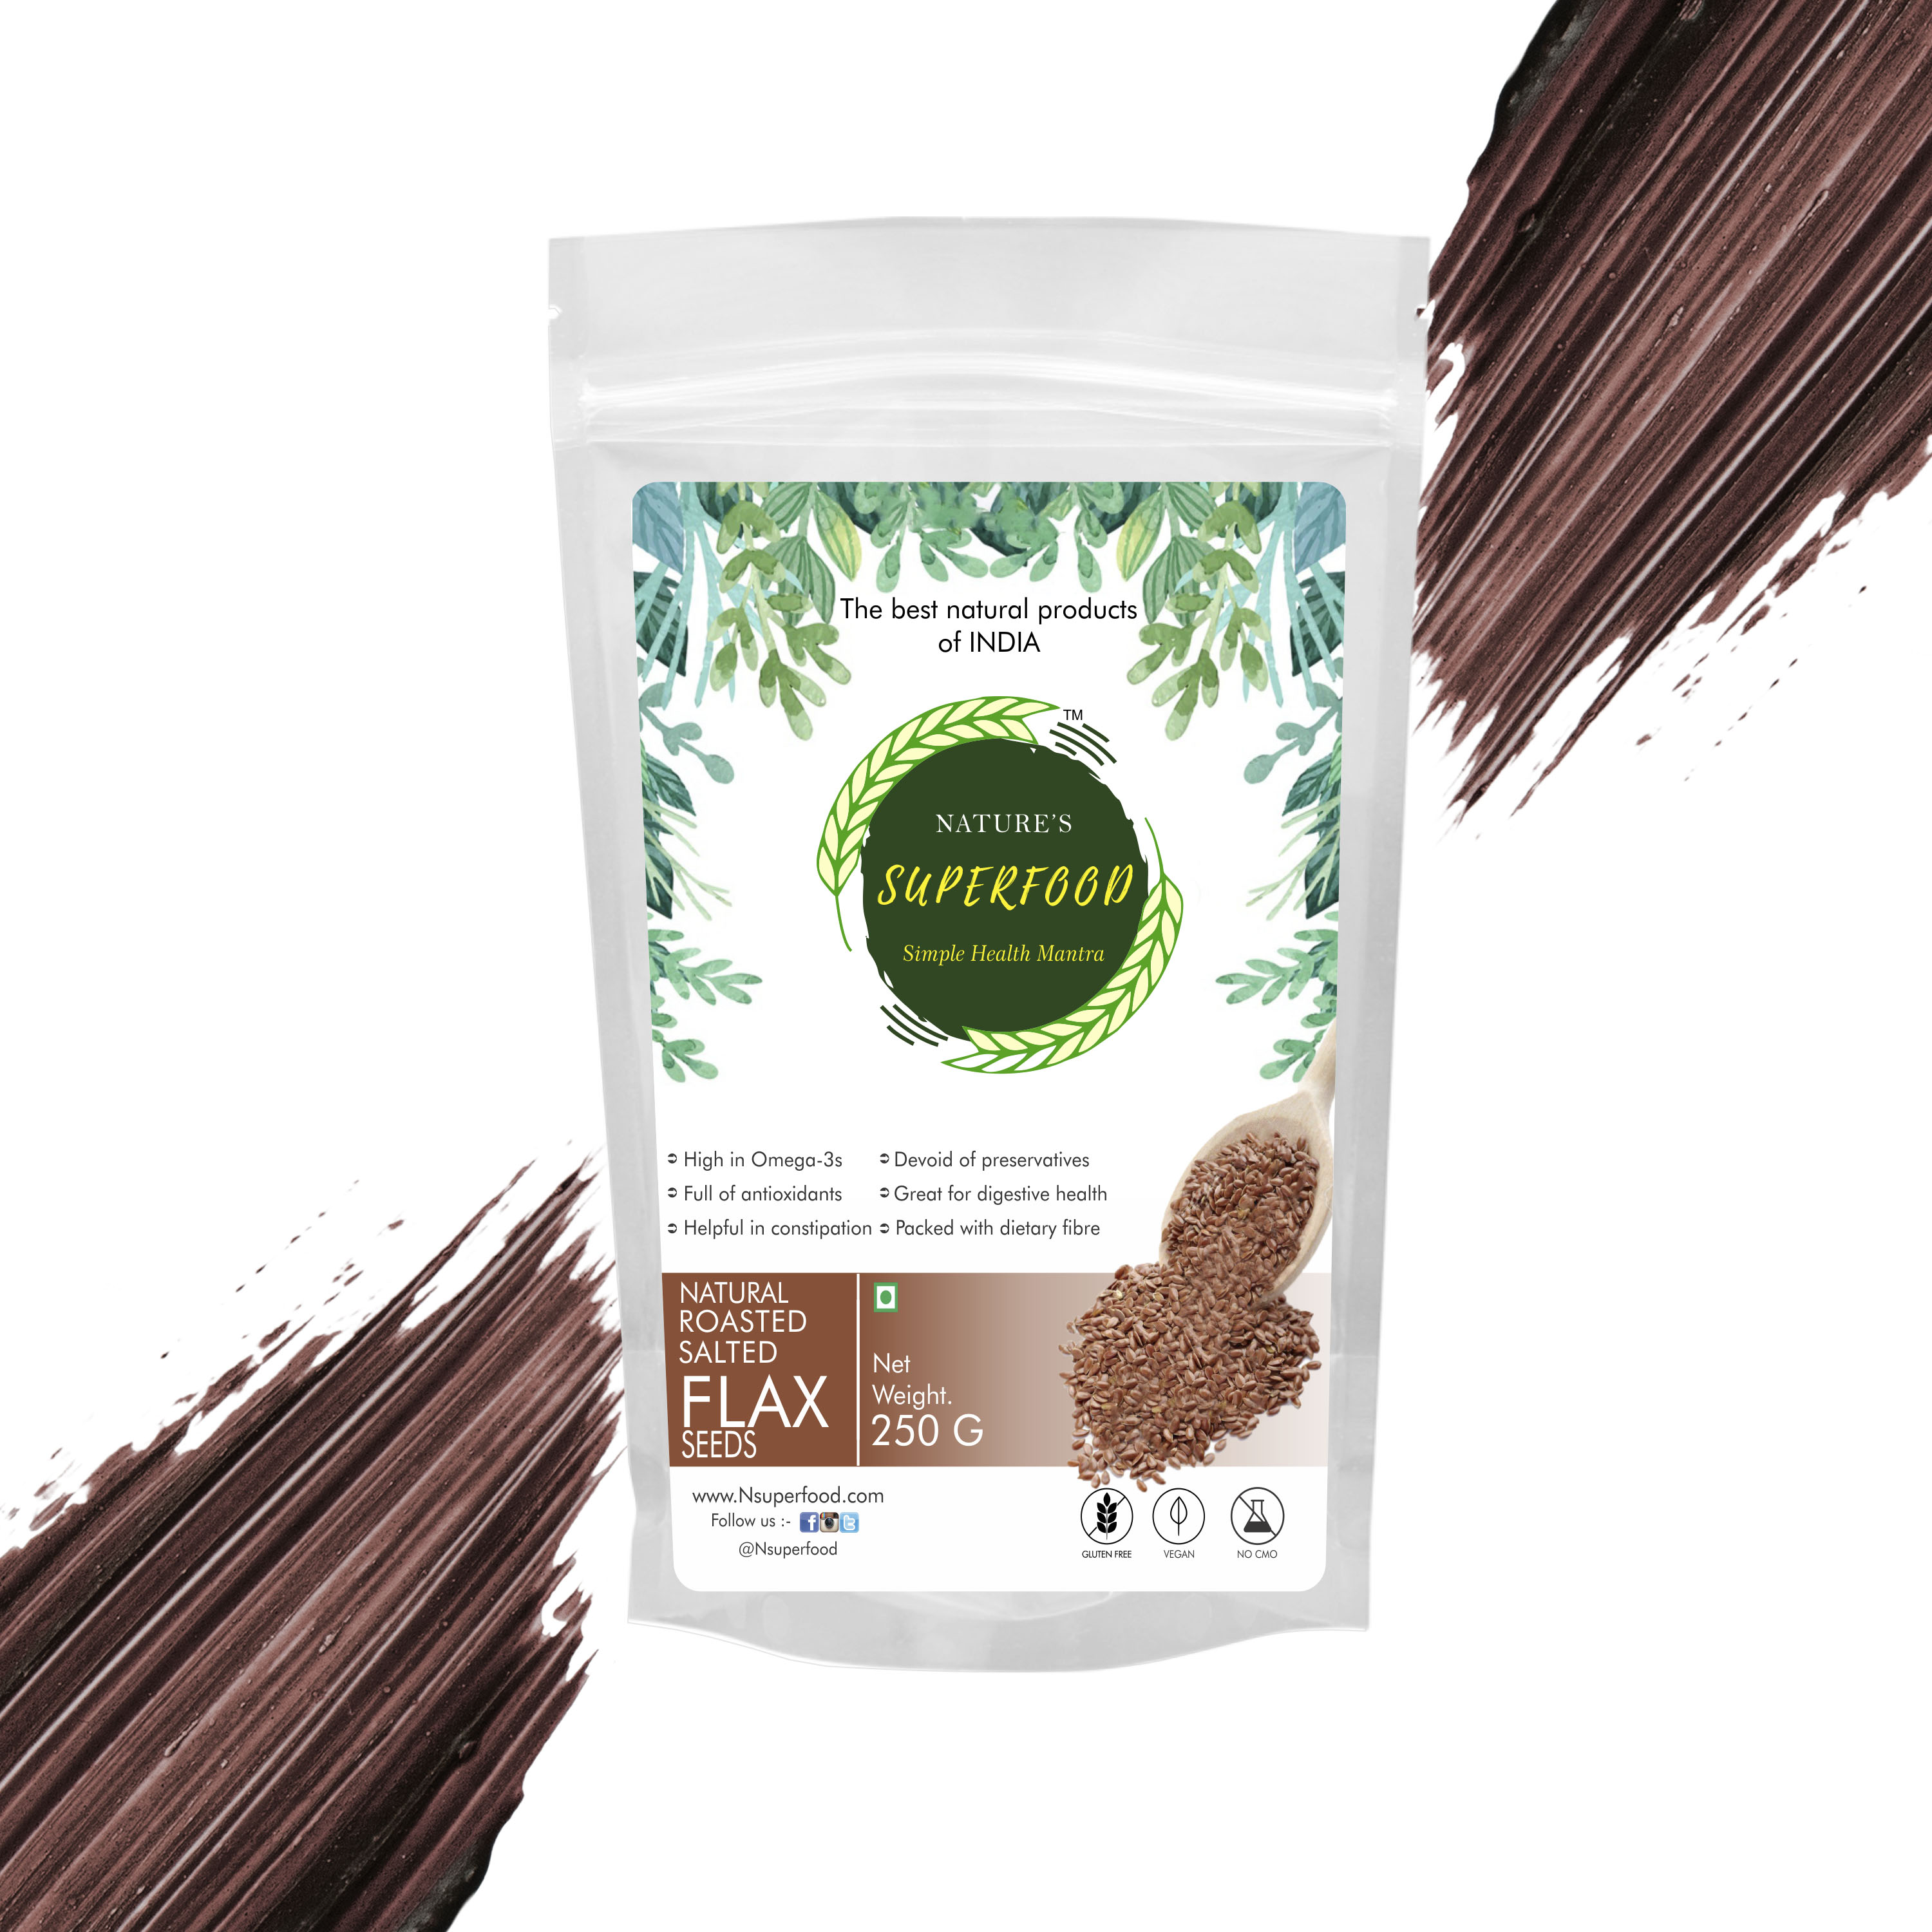 The best natural products
of INDIA
TM
NATURE'S
SUPERFOOD
Simple Health Mantra
➲ High in Omega-3s
➲ Full of antioxidants
➲ Helpful in constipation
➲ Devoid of preservatives
➲ Great for digestive health
➲ Packed with dietary fibre
NATURAL
ROASTED
SALTED
FLAX
SEEDS
Net
Weight.
250 G
www.Nsuperfood.com
Follow us :-
@Nsuperfood
GLUTEN FREE
VEGAN
NO CMO